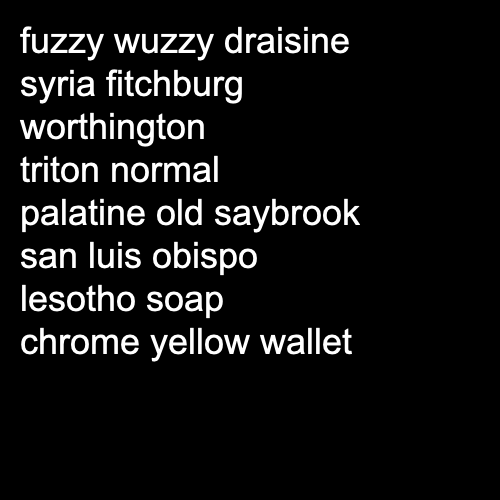 fuzzy wuzzy draisine
syria fitchburg
worthington
triton normal
palatine old saybrook
san luis obispo
lesotho soap
chrome yellow wallet